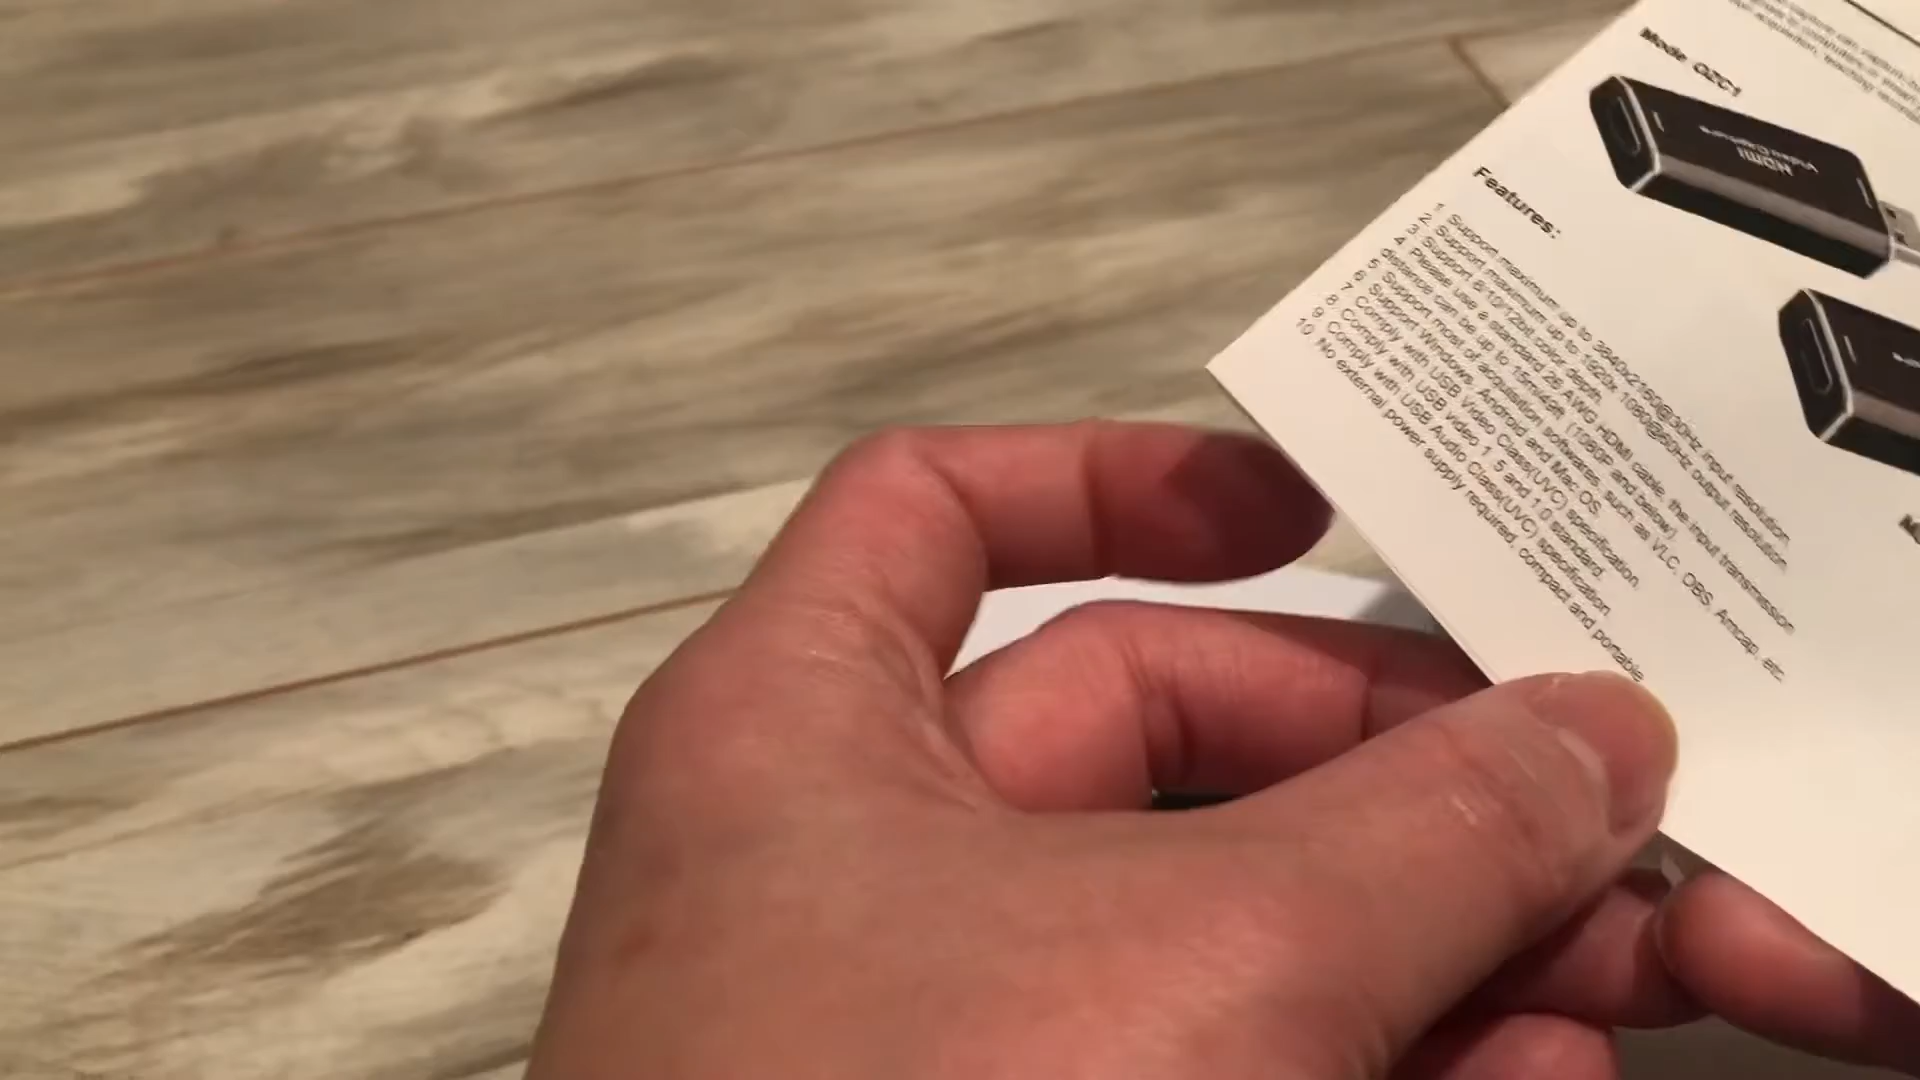 Mode OZC1
HDMI
Video Capture
Features:
1. Support maximum up to 3840x2160@30Hz input resolution
2. Support maximum up to 1920x1080@60Hz output resolution
3. Support 8/10/12bit color depth.
4. Please use a standard 26 AWG HDMI cable, the input transmission
distance can be up to 15m/49ft (1080P and below).
5. Support most of acquisition softwares, such as VLC, OBS, Amcap, etc.
6. Support Windows, Android and Mac OS.
7. Comply with USB Video Class(UVC) specification.
8. Comply with USB video 1.5 and 1.0 standard.
9. Comply with USB Audio Class(UVC) specification
10. No external power supply required, compact and portable